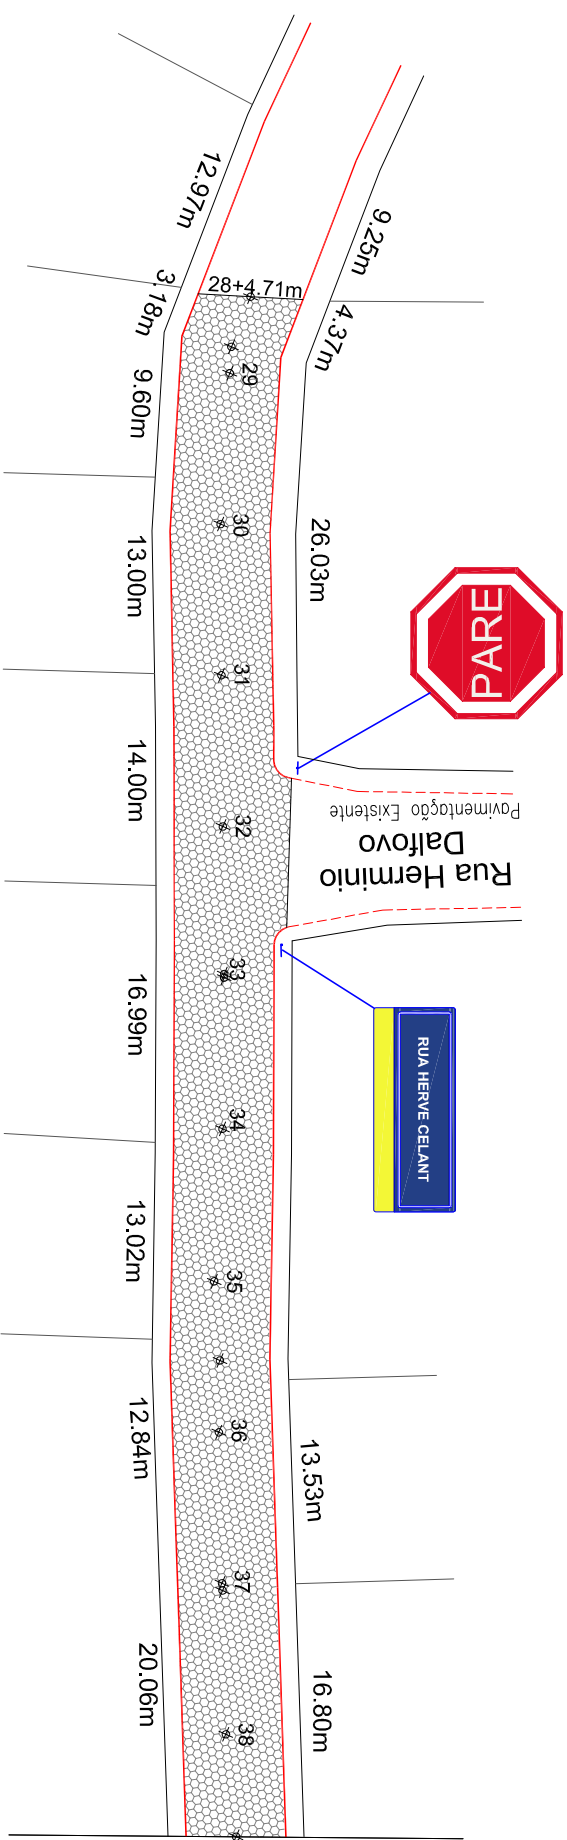 12.97m
9.25m
3.18m
28+4.71m
4.37m
29
9.60m
30
26.03m
13.00m
PARE
31
14.00m
32
Pavimentação Existente
Rua Herminio
Dalfovo
33
16.99m
RUA HERVE CELANT
34
13.02m
35
12.84m
36
13.53m
37
20.06m
16.80m
38